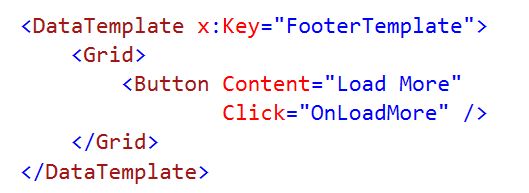 <DataTemplate x:Key="FooterTemplate">
    <Grid>
        <Button Content="Load More"
                Click="OnLoadMore" />
    </Grid>
</DataTemplate>